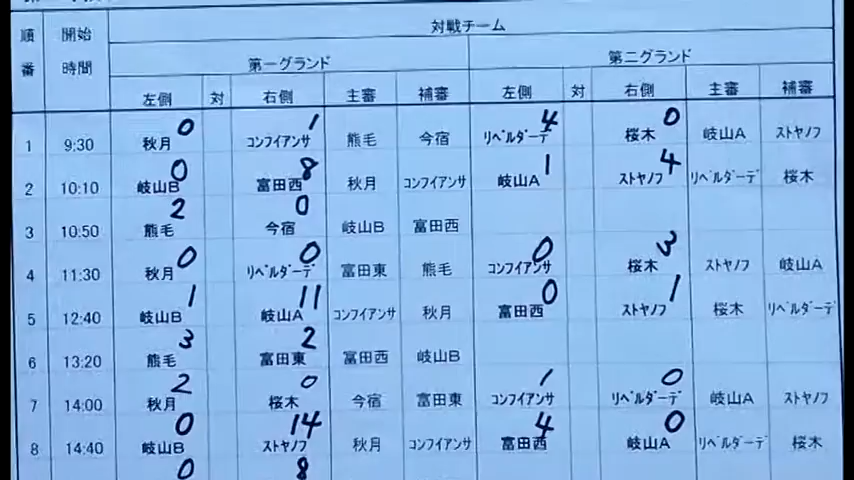 対戦チーム
順番 開始時間 第一グランド 第二グランド
左側 対 右側 主審 補審 左側 対 右側 主審 補審
1 9:30 秋月 0 コンフイアンサ 1 熊毛 今宿 リベルダーデ 4 桜木 0 岐山A ストヤノフ
2 10:10 岐山B 0 富田西 8 秋月 コンフイアンサ 岐山A 1 ストヤノフ 4 リベルダーデ 桜木
3 10:50 熊毛 2 今宿 0 岐山B 富田西
4 11:30 秋月 0 リベルダーデ 0 富田東 熊毛 コンフイアンサ 0 桜木 3 ストヤノフ 岐山A
5 12:40 岐山B 1 岐山A 11 コンフイアンサ 秋月 富田西 0 ストヤノフ 1 桜木 リベルダーデ
6 13:20 熊毛 3 富田東 2 富田西 岐山B
7 14:00 秋月 2 桜木 0 今宿 富田東 コンフイアンサ 1 リベルダーデ 0 岐山A ストヤノフ
8 14:40 岐山B 0 ストヤノフ 14 秋月 コンフイアンサ 富田西 4 岐山A 0 リベルダーデ 桜木
0 8